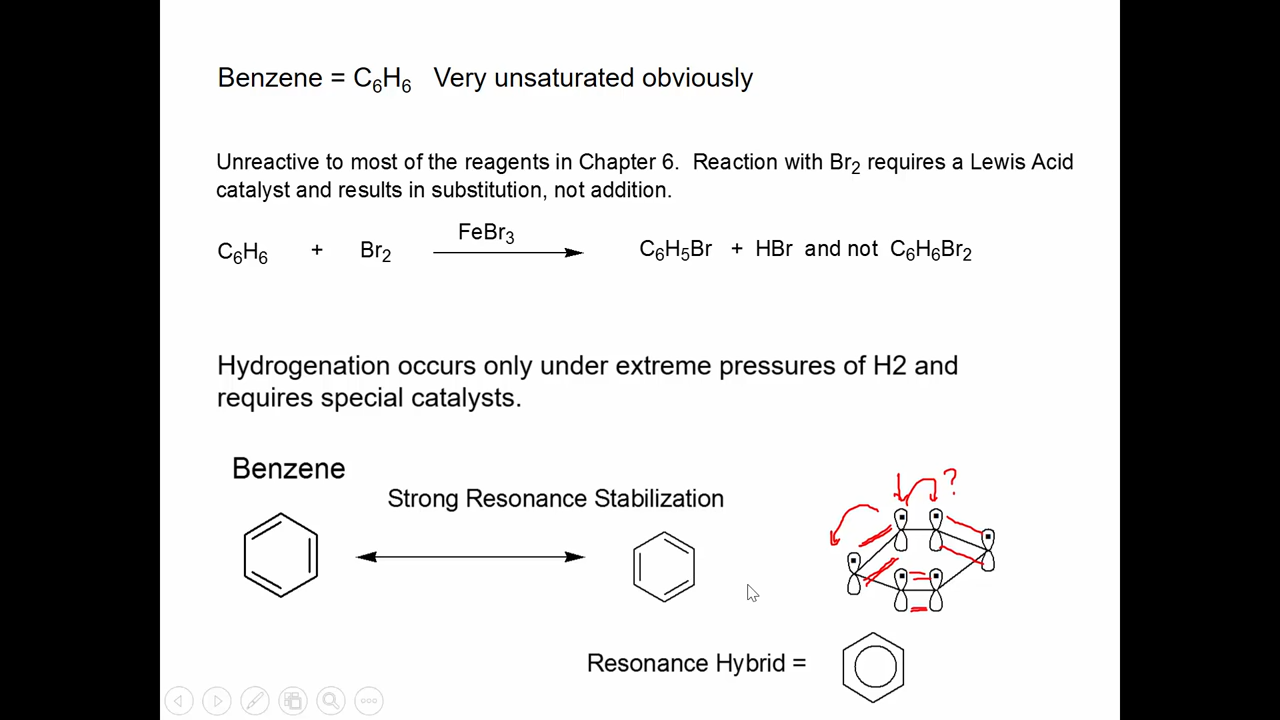 Benzene = C₆H₆ Very unsaturated obviously
Unreactive to most of the reagents in Chapter 6. Reaction with Br₂ requires a Lewis Acid
catalyst and results in substitution, not addition.
FeBr₃
C₆H₆ + Br₂ C₆H₅Br + HBr and not C₆H₆Br₂
Hydrogenation occurs only under extreme pressures of H2 and
requires special catalysts.
Benzene
Strong Resonance Stabilization
?
Resonance Hybrid =